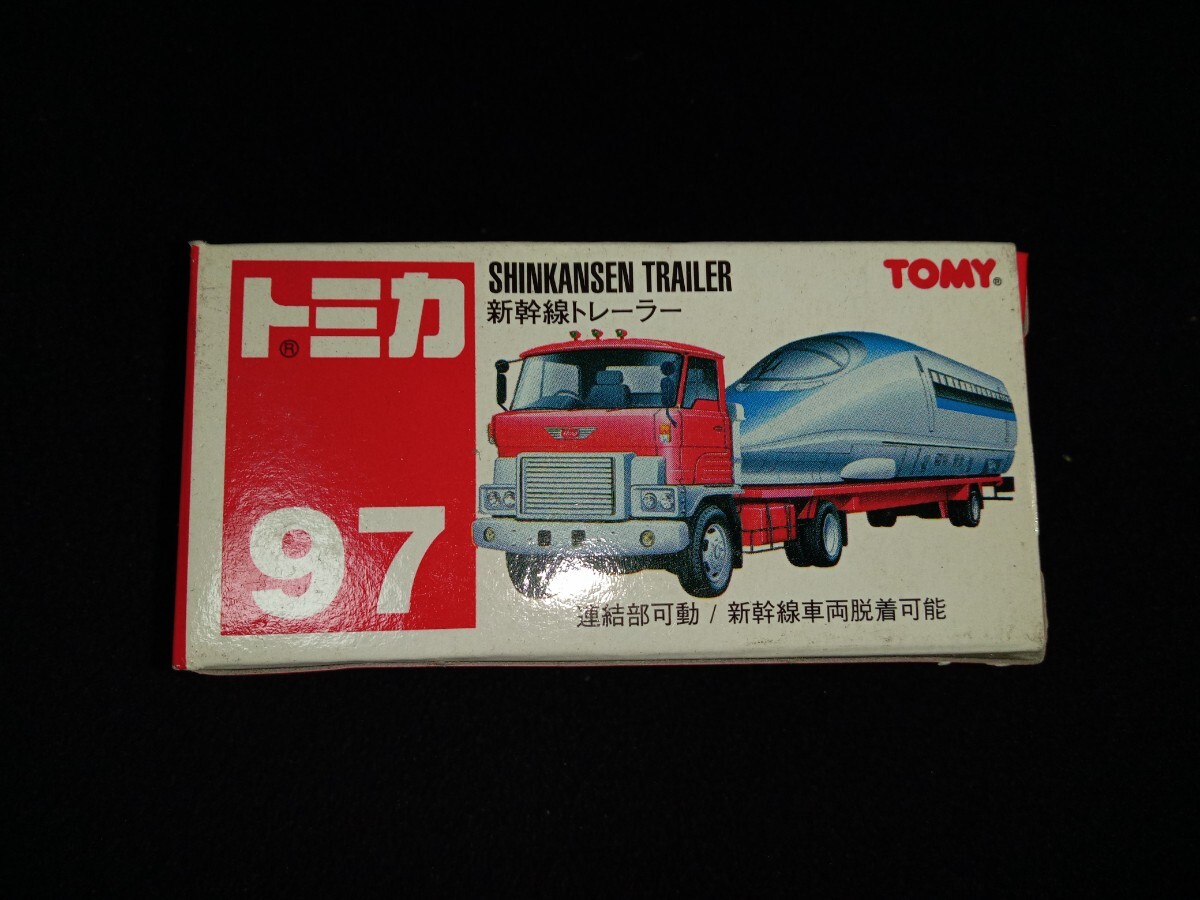 トミカ®
97
SHINKANSEN TRAILER
新幹線トレーラー
TOMY®
連結部可動 / 新幹線車両脱着可能